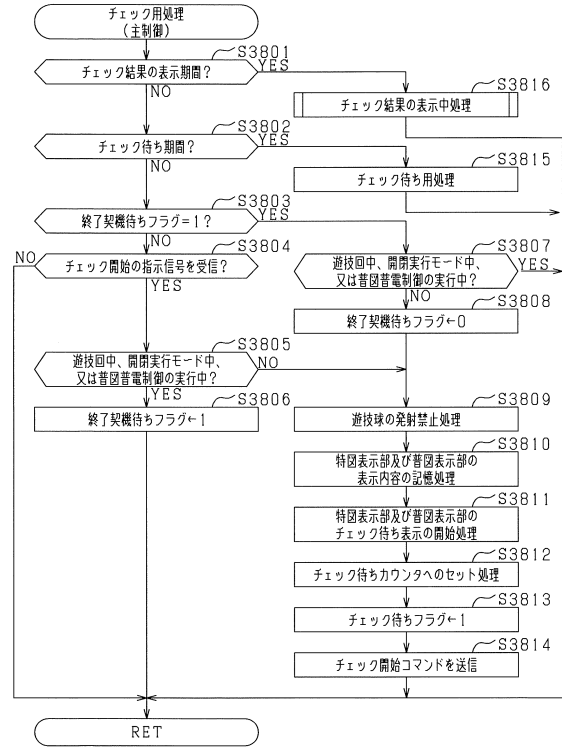 チェック用処理
(主制御)
S3801
チェック結果の表示期間?
YES
NO
S3816
チェック結果の表示中処理
S3802
チェック待ち期間?
YES
NO
S3815
チェック待ち用処理
S3803
終了契機待ちフラグ=1?
YES
NO
S3804
NO
チェック開始の指示信号を受信?
YES
S3807
遊技回中、開閉実行モード中、
又は普図普電制御の実行中?
YES
NO
S3808
終了契機待ちフラグ←0
S3805
遊技回中、開閉実行モード中、
又は普図普電制御の実行中?
NO
YES
S3806
終了契機待ちフラグ←1
S3809
遊技球の発射禁止処理
S3810
特図表示部及び普図表示部の
表示内容の記憶処理
S3811
特図表示部及び普図表示部の
チェック待ち表示の開始処理
S3812
チェック待ちカウンタへのセット処理
S3813
チェック待ちフラグ←1
S3814
チェック開始コマンドを送信
RET